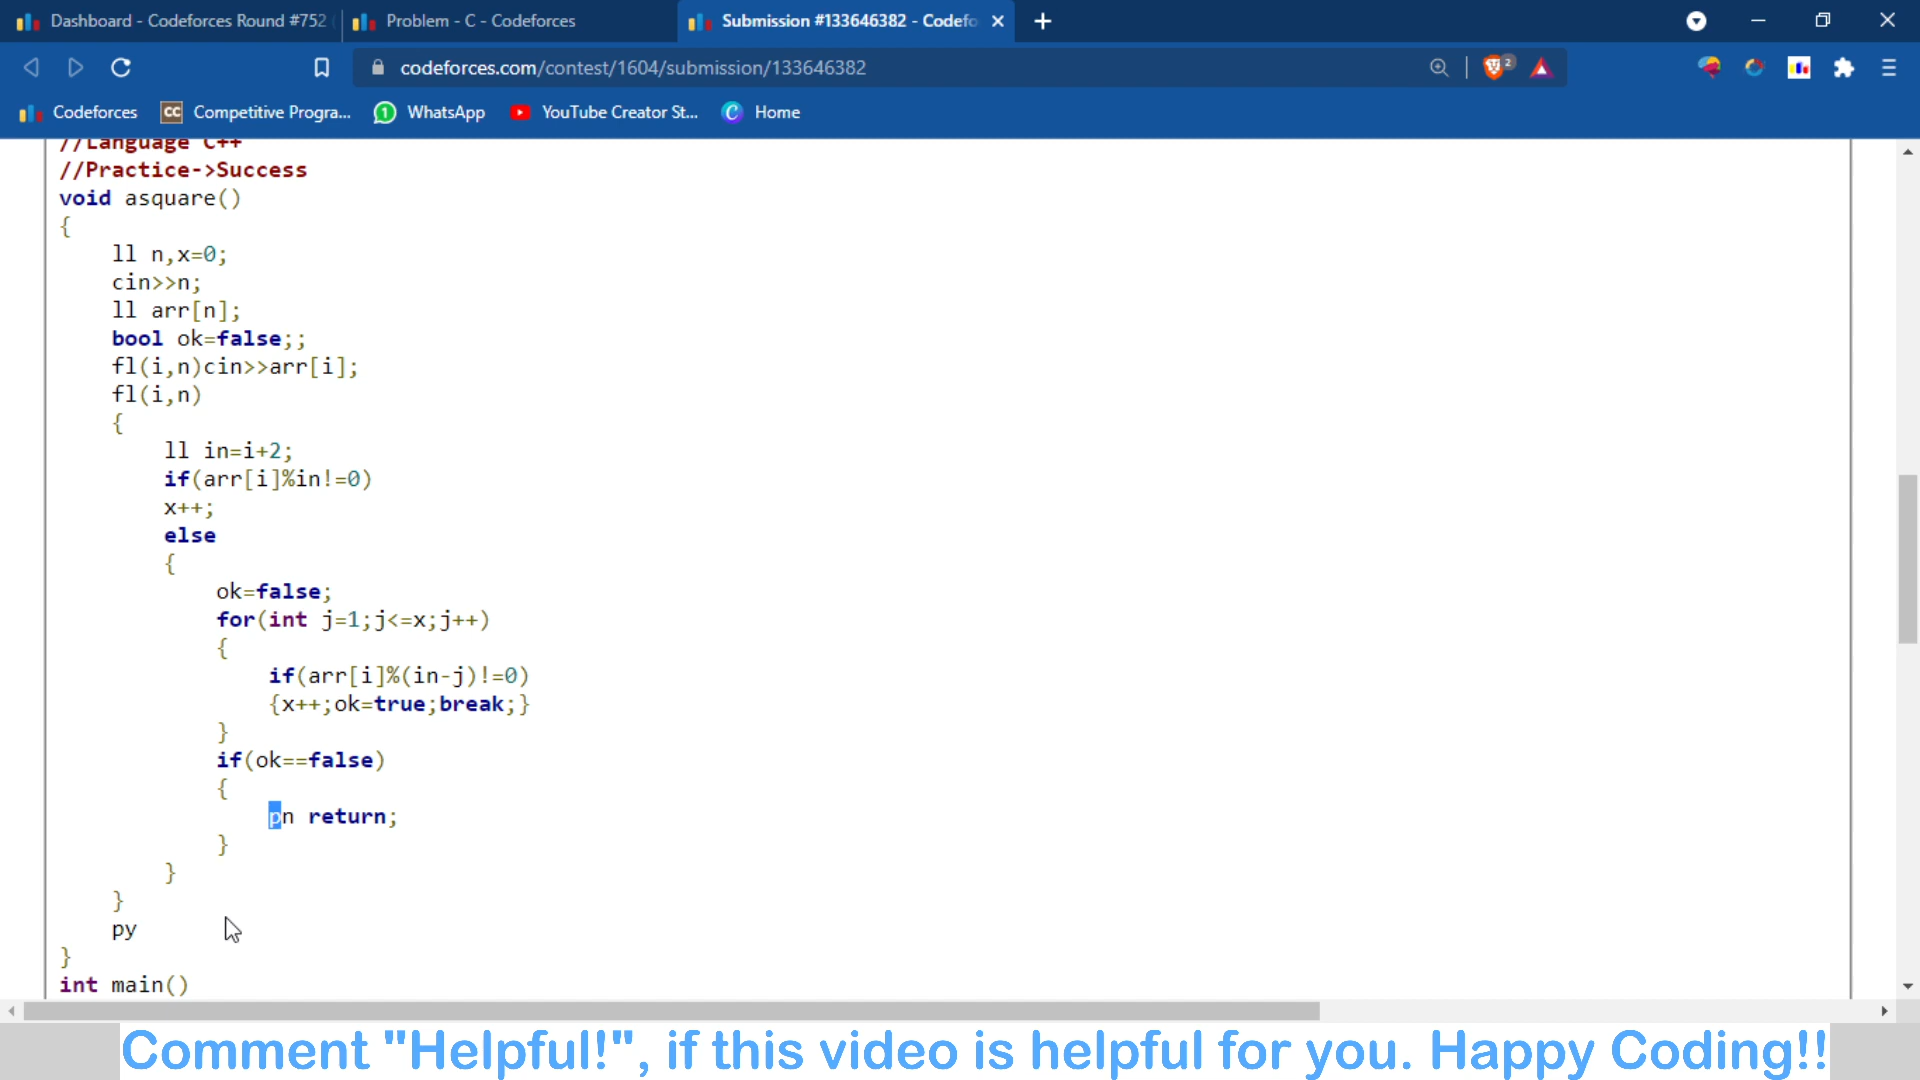 Dashboard - Codeforces Round #752
Problem - C - Codeforces
Submission #133646382 - Codefo
codeforces.com/contest/1604/submission/133646382
2
Codeforces
CC Competitive Progra...
1 WhatsApp
YouTube Creator St...
C Home
//Language C++
//Practice->Success
void asquare()
{
ll n,x=0;
cin>>n;
ll arr[n];
bool ok=false;;
fl(i,n)cin>>arr[i];
fl(i,n)
{
ll in=i+2;
if(arr[i]%in!=0)
x++;
else
{
ok=false;
for(int j=1;j<=x;j++)
{
if(arr[i]%(in-j)!=0)
{x++;ok=true;break;}
}
if(ok==false)
{
pn return;
}
}
}
py
}
int main()
Comment "Helpful!", if this video is helpful for you. Happy Coding!!